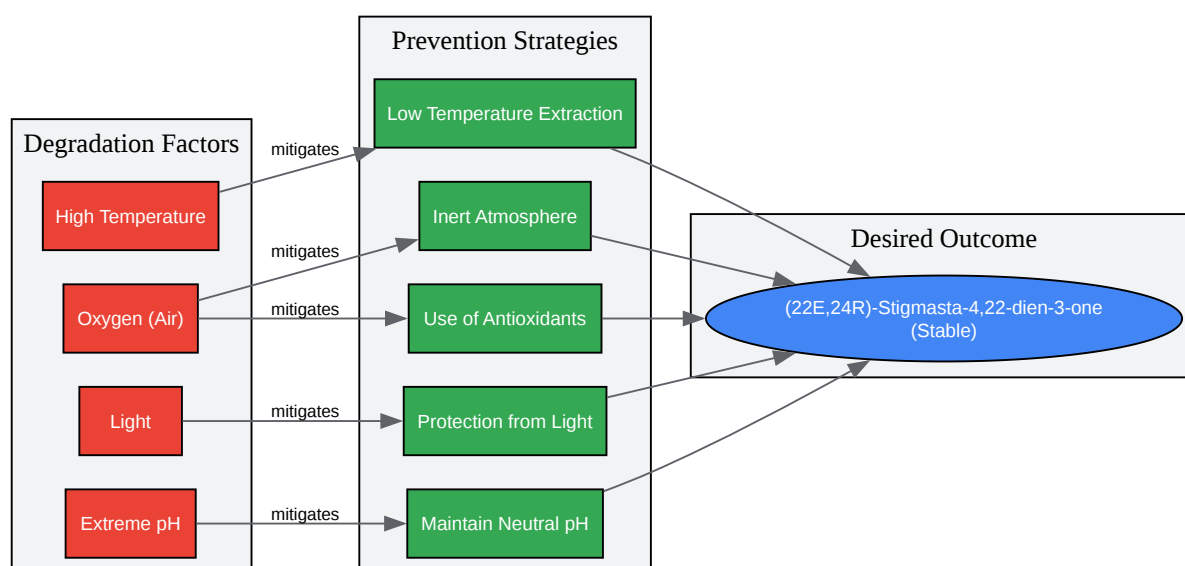 Degradation Factors
High Temperature
Oxygen (Air)
Light
Extreme pH
mitigates
mitigates
mitigates
mitigates
mitigates
Prevention Strategies
Low Temperature Extraction
Inert Atmosphere
Use of Antioxidants
Protection from Light
Maintain Neutral pH
Desired Outcome
(22E,24R)-Stigmasta-4,22-dien-3-one
(Stable)